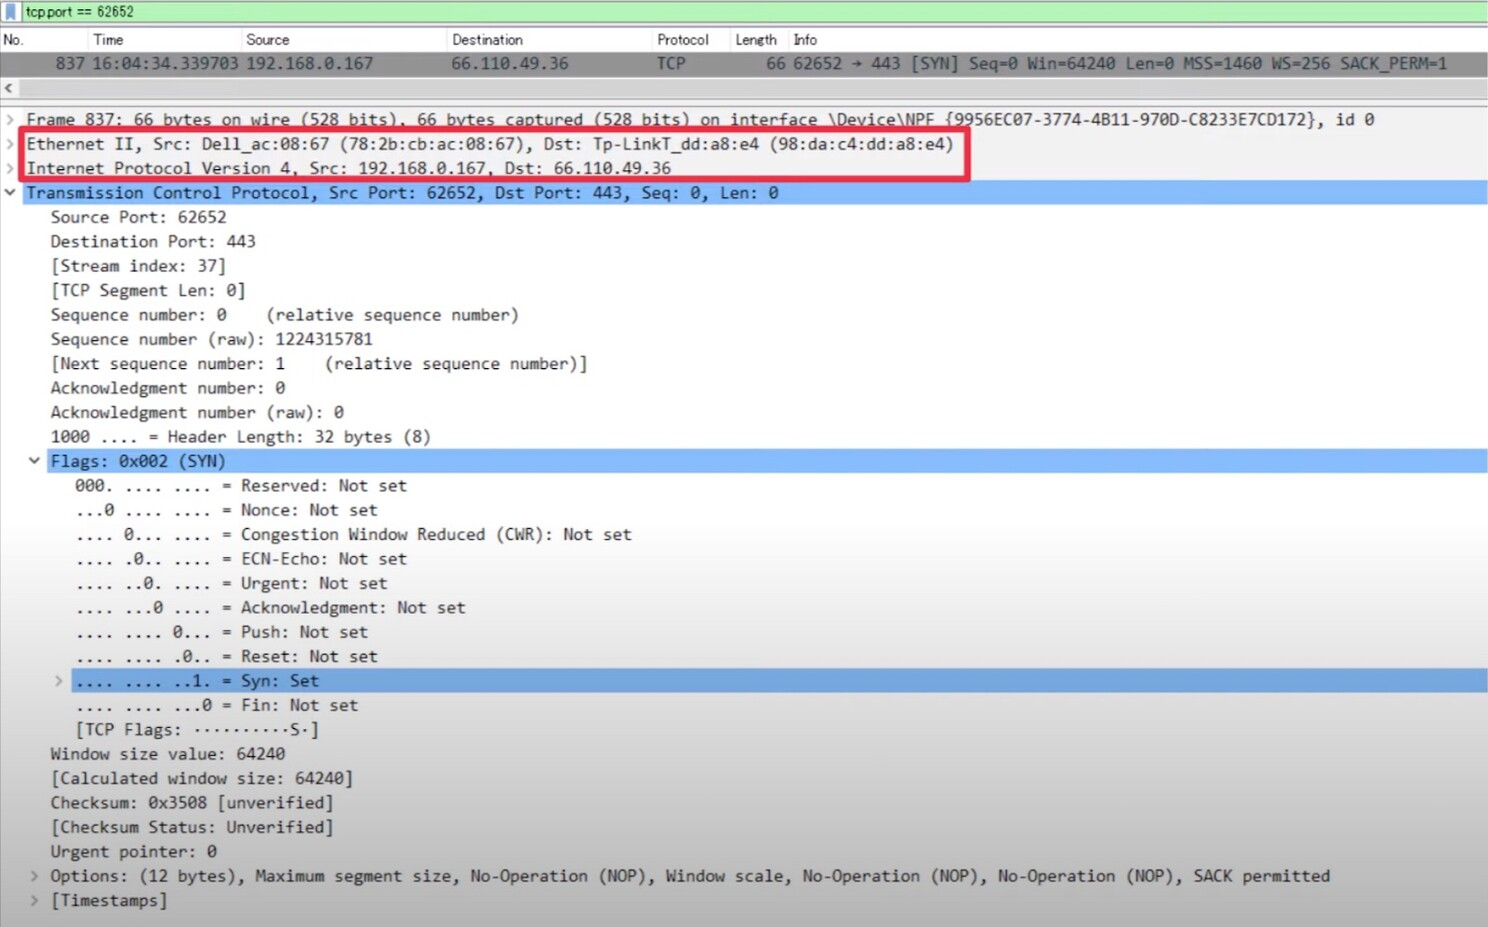 tcp.port == 62652
No. Time Source Destination Protocol Length Info
837 16:04:34.339703 192.168.0.167 66.110.49.36 TCP 66 62652 → 443 [SYN] Seq=0 Win=64240 Len=0 MSS=1460 WS=256 SACK_PERM=1
Frame 837: 66 bytes on wire (528 bits), 66 bytes captured (528 bits) on interface \Device\NPF_{9956EC07-3774-4B11-970D-C8233E7CD172}, id 0
Ethernet II, Src: Dell_ac:08:67 (78:2b:cb:ac:08:67), Dst: Tp-LinkT_dd:a8:e4 (98:da:c4:dd:a8:e4)
Internet Protocol Version 4, Src: 192.168.0.167, Dst: 66.110.49.36
Transmission Control Protocol, Src Port: 62652, Dst Port: 443, Seq: 0, Len: 0
Source Port: 62652
Destination Port: 443
[Stream index: 37]
[TCP Segment Len: 0]
Sequence number: 0 (relative sequence number)
Sequence number (raw): 1224315781
[Next sequence number: 1 (relative sequence number)]
Acknowledgment number: 0
Acknowledgment number (raw): 0
1000 .... = Header Length: 32 bytes (8)
Flags: 0x002 (SYN)
000. .... .... = Reserved: Not set
...0 .... .... = Nonce: Not set
.... 0... .... = Congestion Window Reduced (CWR): Not set
.... .0.. .... = ECN-Echo: Not set
.... ..0. .... = Urgent: Not set
.... ...0 .... = Acknowledgment: Not set
.... .... 0... = Push: Not set
.... .... .0.. = Reset: Not set
.... .... ..1. = Syn: Set
.... .... ...0 = Fin: Not set
[TCP Flags: ··········S·]
Window size value: 64240
[Calculated window size: 64240]
Checksum: 0x3508 [unverified]
[Checksum Status: Unverified]
Urgent pointer: 0
Options: (12 bytes), Maximum segment size, No-Operation (NOP), Window scale, No-Operation (NOP), No-Operation (NOP), SACK permitted
[Timestamps]